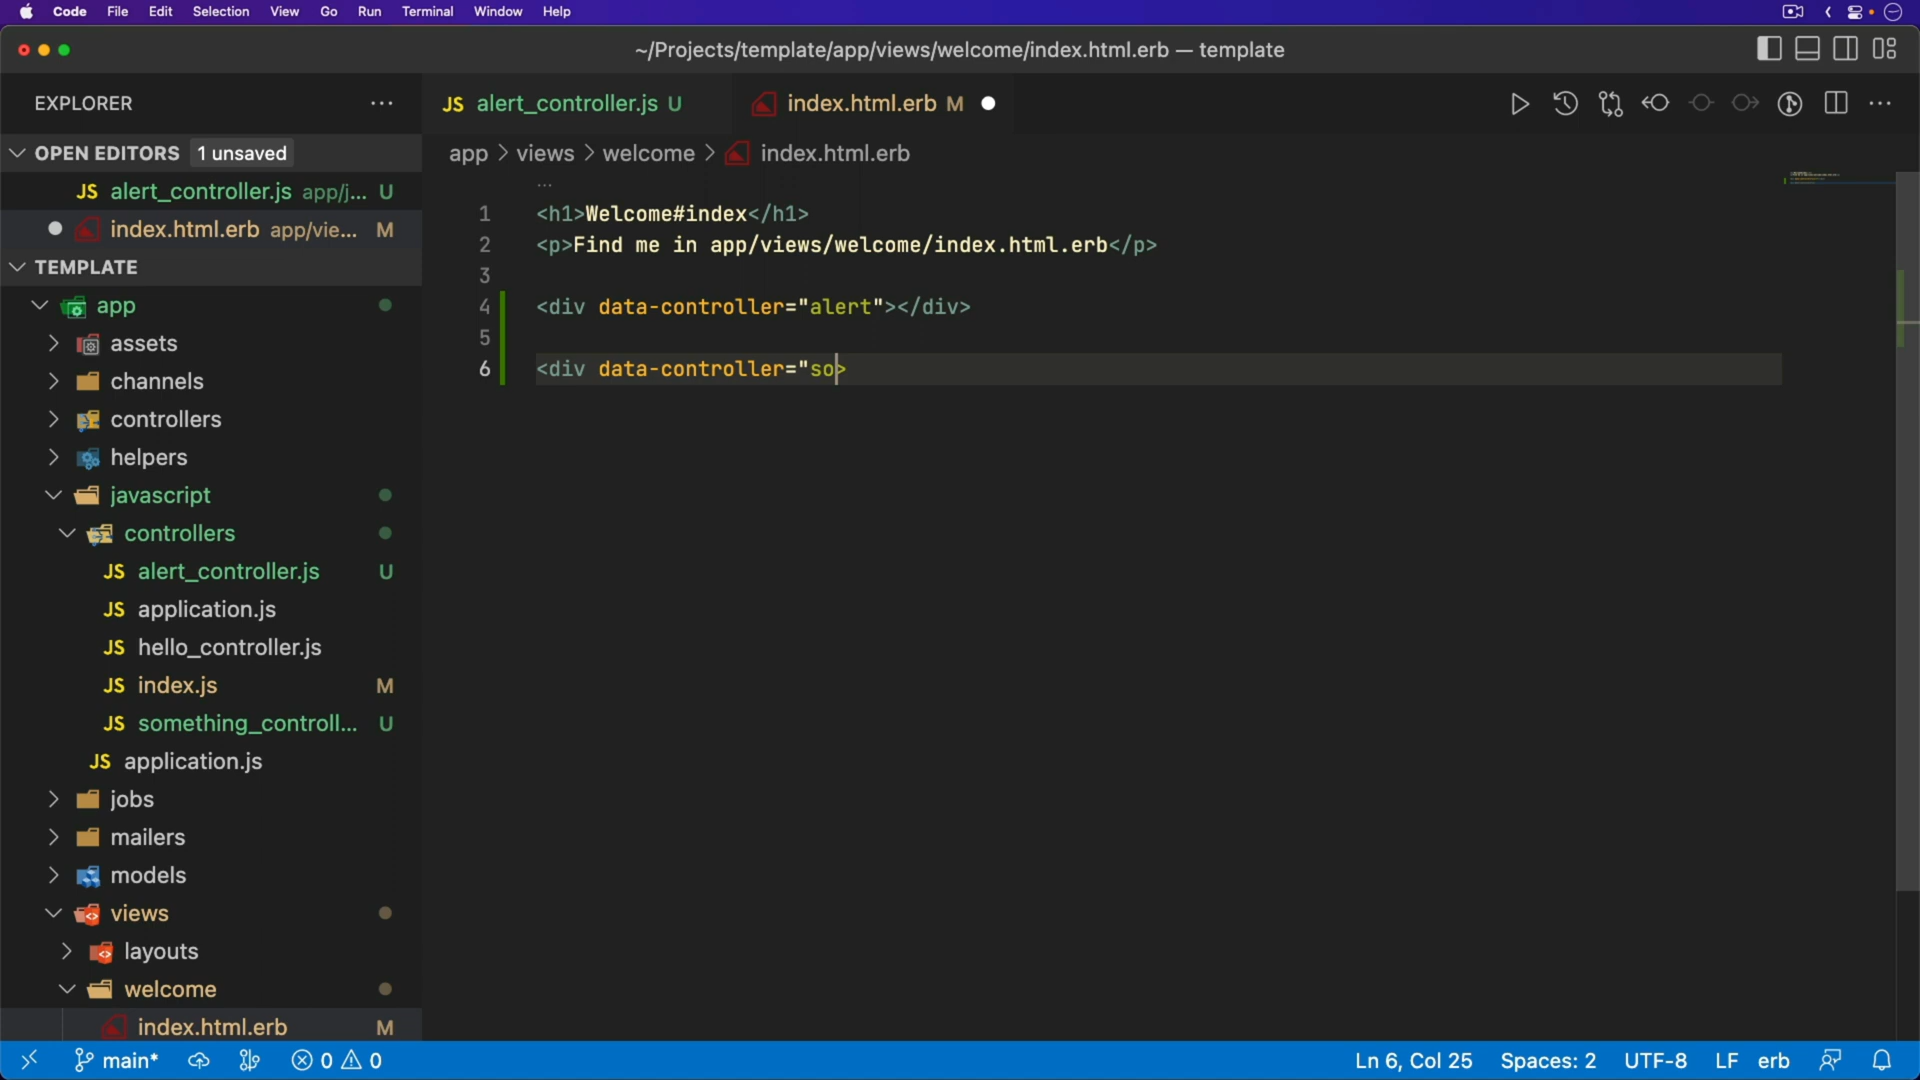 Code File Edit Selection View Go Run Terminal Window Help
~/Projects/template/app/views/welcome/index.html.erb — template
EXPLORER
OPEN EDITORS 1 unsaved
JS alert_controller.js app/j... U
index.html.erb app/vie... M
TEMPLATE
app
assets
channels
controllers
helpers
javascript
controllers
JS alert_controller.js U
JS application.js
JS hello_controller.js
JS index.js M
JS something_controll... U
JS application.js
jobs
mailers
models
views
layouts
welcome
index.html.erb M
JS alert_controller.js U
index.html.erb M
app > views > welcome > index.html.erb
...
1 <h1>Welcome#index</h1>
2 <p>Find me in app/views/welcome/index.html.erb</p>
3
4 <div data-controller="alert"></div>
5
6 <div data-controller="so>
main* 0 0
Ln 6, Col 25 Spaces: 2 UTF-8 LF erb